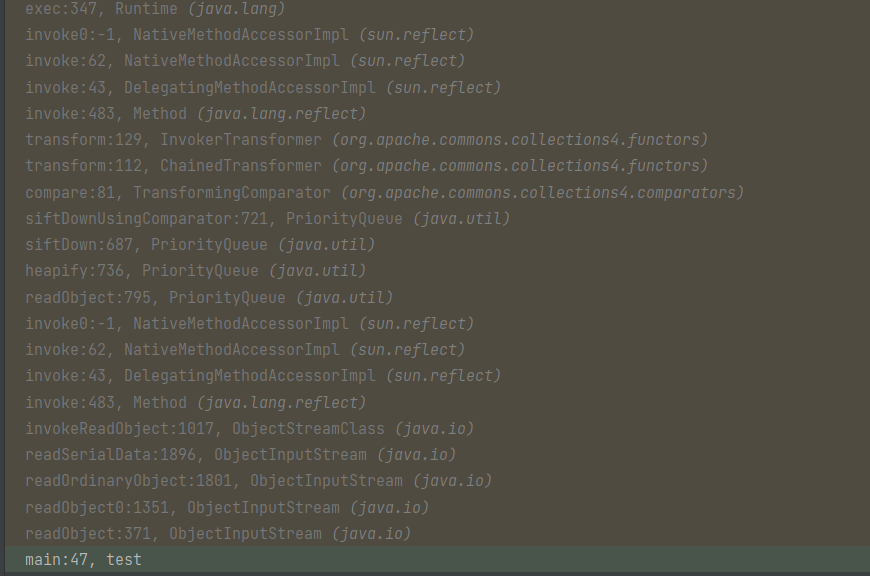 exec:347, Runtime (java.lang)
invoke0:-1, NativeMethodAccessorImpl (sun.reflect)
invoke:62, NativeMethodAccessorImpl (sun.reflect)
invoke:43, DelegatingMethodAccessorImpl (sun.reflect)
invoke:483, Method (java.lang.reflect)
transform:129, InvokerTransformer (org.apache.commons.collections4.functors)
transform:112, ChainedTransformer (org.apache.commons.collections4.functors)
compare:81, TransformingComparator (org.apache.commons.collections4.comparators)
siftDownUsingComparator:721, PriorityQueue (java.util)
siftDown:687, PriorityQueue (java.util)
heapify:736, PriorityQueue (java.util)
readObject:795, PriorityQueue (java.util)
invoke0:-1, NativeMethodAccessorImpl (sun.reflect)
invoke:62, NativeMethodAccessorImpl (sun.reflect)
invoke:43, DelegatingMethodAccessorImpl (sun.reflect)
invoke:483, Method (java.lang.reflect)
invokeReadObject:1017, ObjectStreamClass (java.io)
readSerialData:1896, ObjectInputStream (java.io)
readOrdinaryObject:1801, ObjectInputStream (java.io)
readObject0:1351, ObjectInputStream (java.io)
readObject:371, ObjectInputStream (java.io)
main:47, test